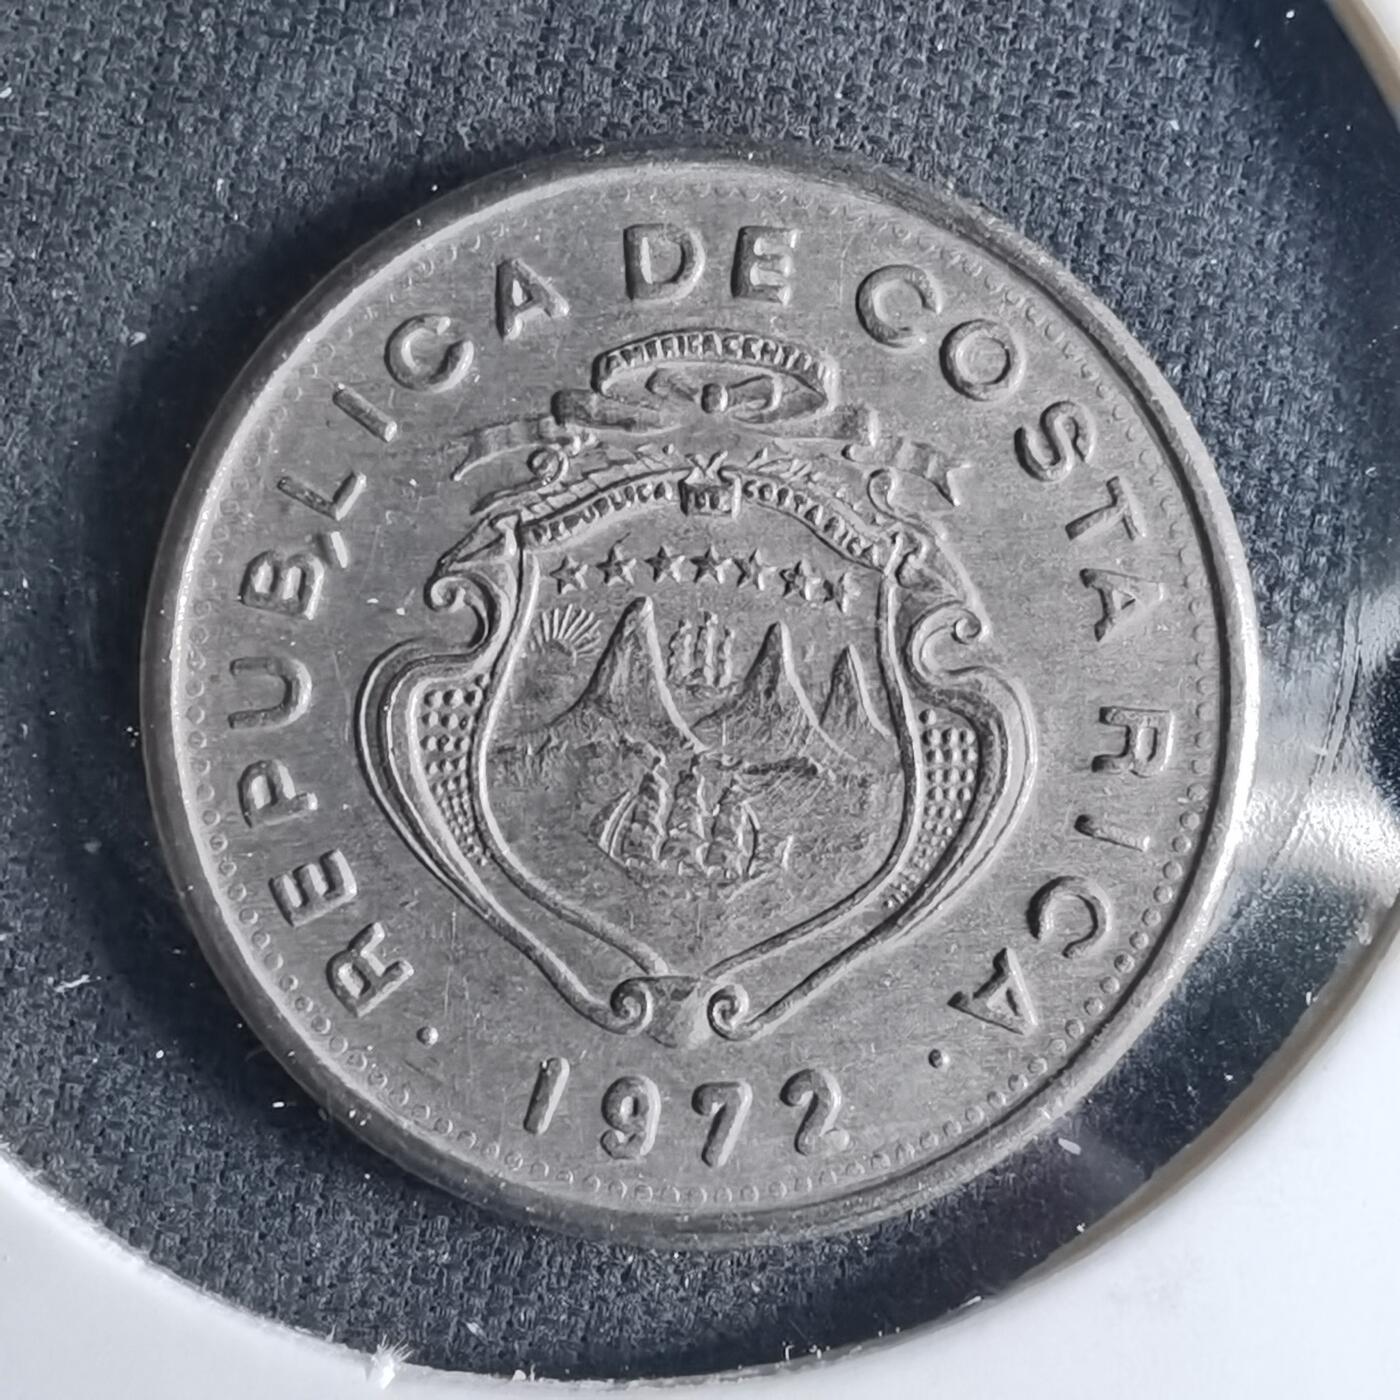 REPUBLICA DE COSTA RICA
AMERICA CENTRAL
REPUBLICA DE COSTA RICA
1972